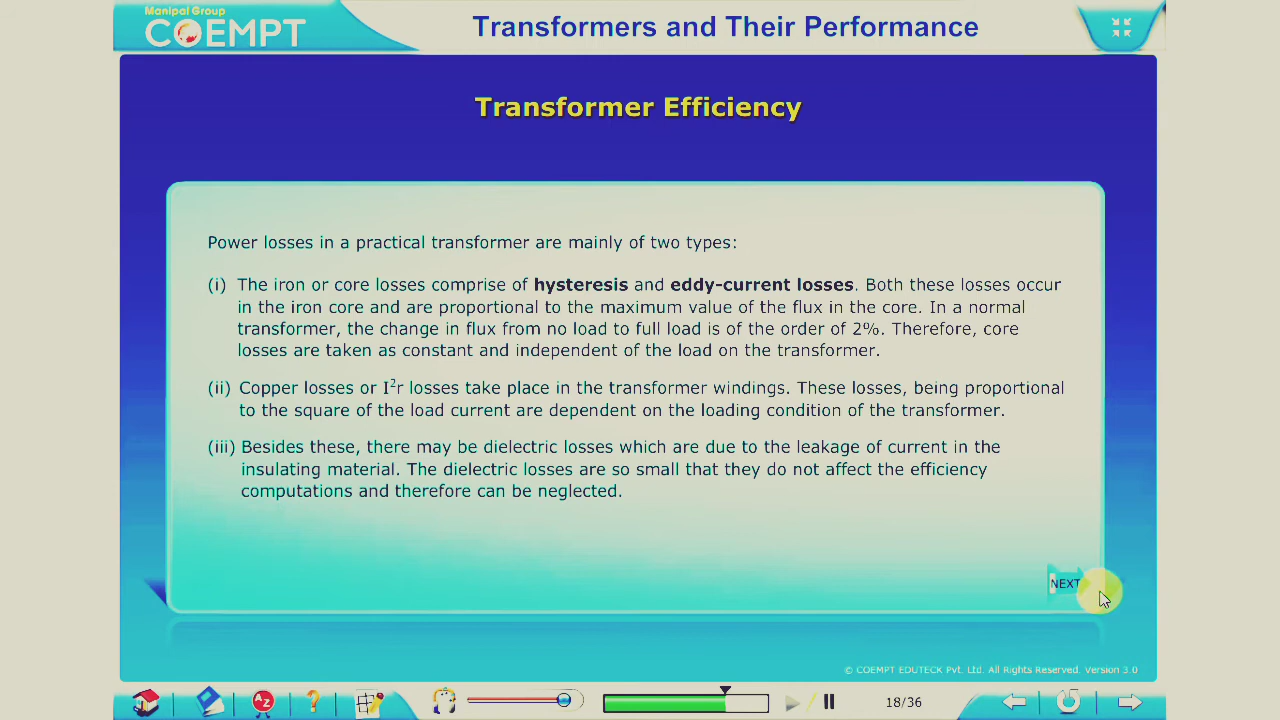 Manipal Group
COEMPT
Transformers and Their Performance
Transformer Efficiency
Power losses in a practical transformer are mainly of two types:
(i) The iron or core losses comprise of hysteresis and eddy-current losses. Both these losses occur
in the iron core and are proportional to the maximum value of the flux in the core. In a normal
transformer, the change in flux from no load to full load is of the order of 2%. Therefore, core
losses are taken as constant and independent of the load on the transformer.
(ii) Copper losses or I²r losses take place in the transformer windings. These losses, being proportional
to the square of the load current are dependent on the loading condition of the transformer.
(iii) Besides these, there may be dielectric losses which are due to the leakage of current in the
insulating material. The dielectric losses are so small that they do not affect the efficiency
computations and therefore can be neglected.
NEXT
© COEMPT EDUTECK Pvt. Ltd. All Rights Reserved. Version 3.0
A Z
?
18/36